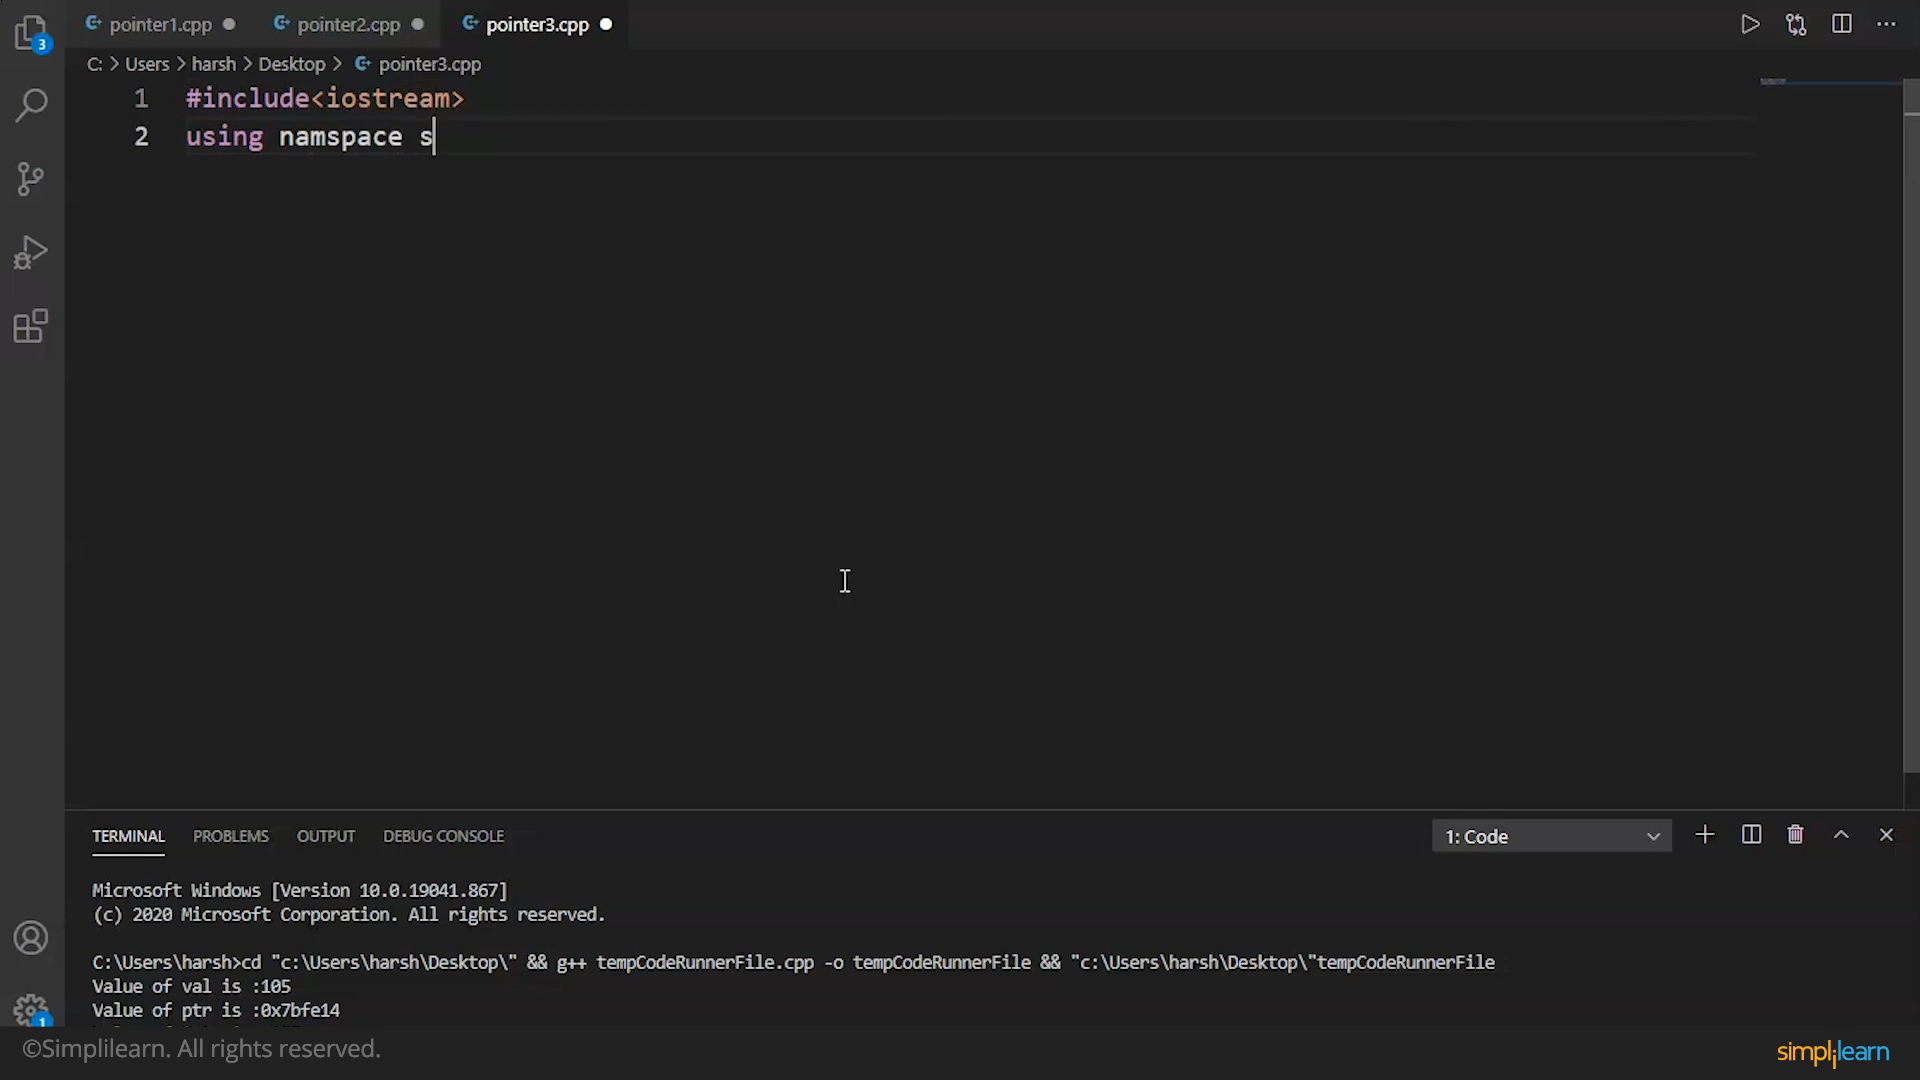 pointer1.cpp pointer2.cpp pointer3.cpp
3
C: > Users > harsh > Desktop > pointer3.cpp
1 #include<iostream>
2 using namspace s
TERMINAL PROBLEMS OUTPUT DEBUG CONSOLE 1: Code
Microsoft Windows [Version 10.0.19041.867]
(c) 2020 Microsoft Corporation. All rights reserved.
C:\Users\harsh>cd "c:\Users\harsh\Desktop\" && g++ tempCodeRunnerFile.cpp -o tempCodeRunnerFile && "c:\Users\harsh\Desktop\"tempCodeRunnerFile
Value of val is :105
Value of ptr is :0x7bfe14
1
©Simplilearn. All rights reserved.
simplilearn